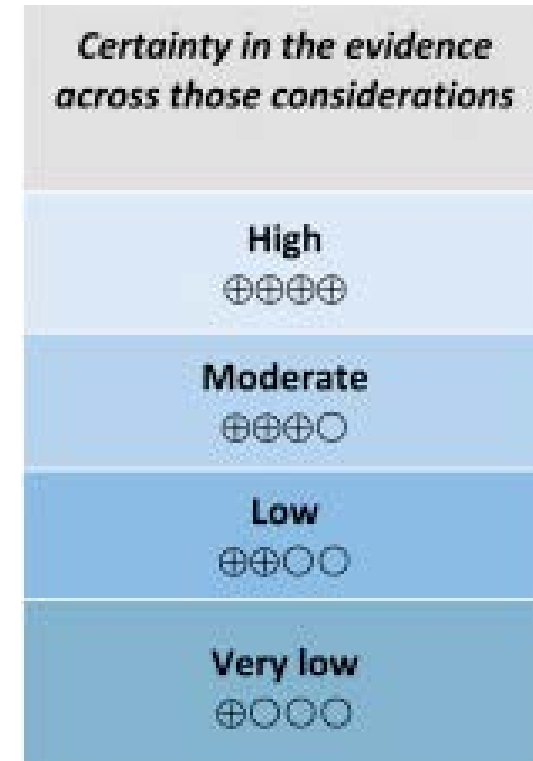 Certainty in the evidence
across those considerations
High
⊕⊕⊕⊕
Moderate
⊕⊕⊕○
Low
⊕⊕○○
Very low
⊕○○○